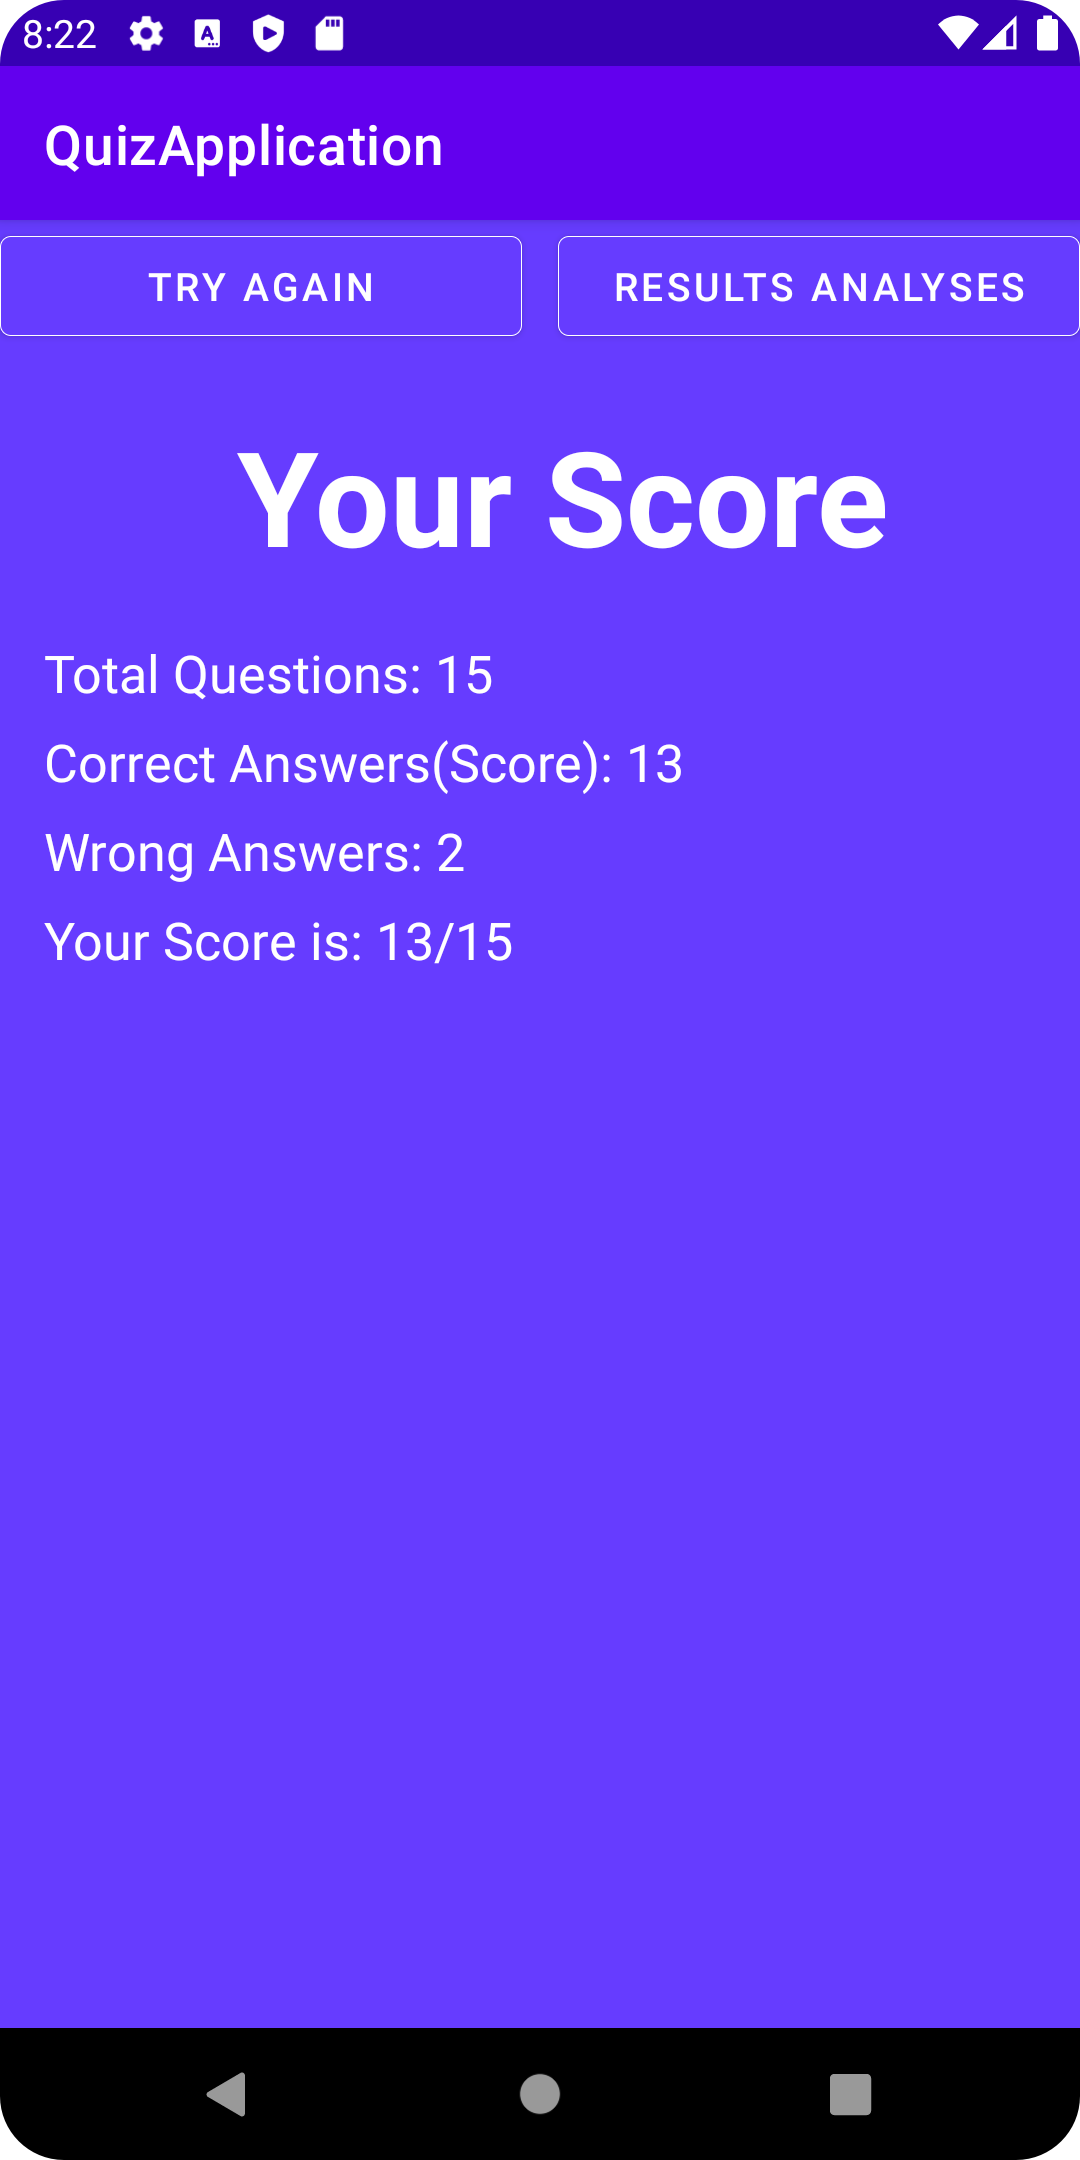 8:22
QuizApplication
TRY AGAIN
RESULTS ANALYSES
Your Score
Total Questions: 15
Correct Answers(Score): 13
Wrong Answers: 2
Your Score is: 13/15